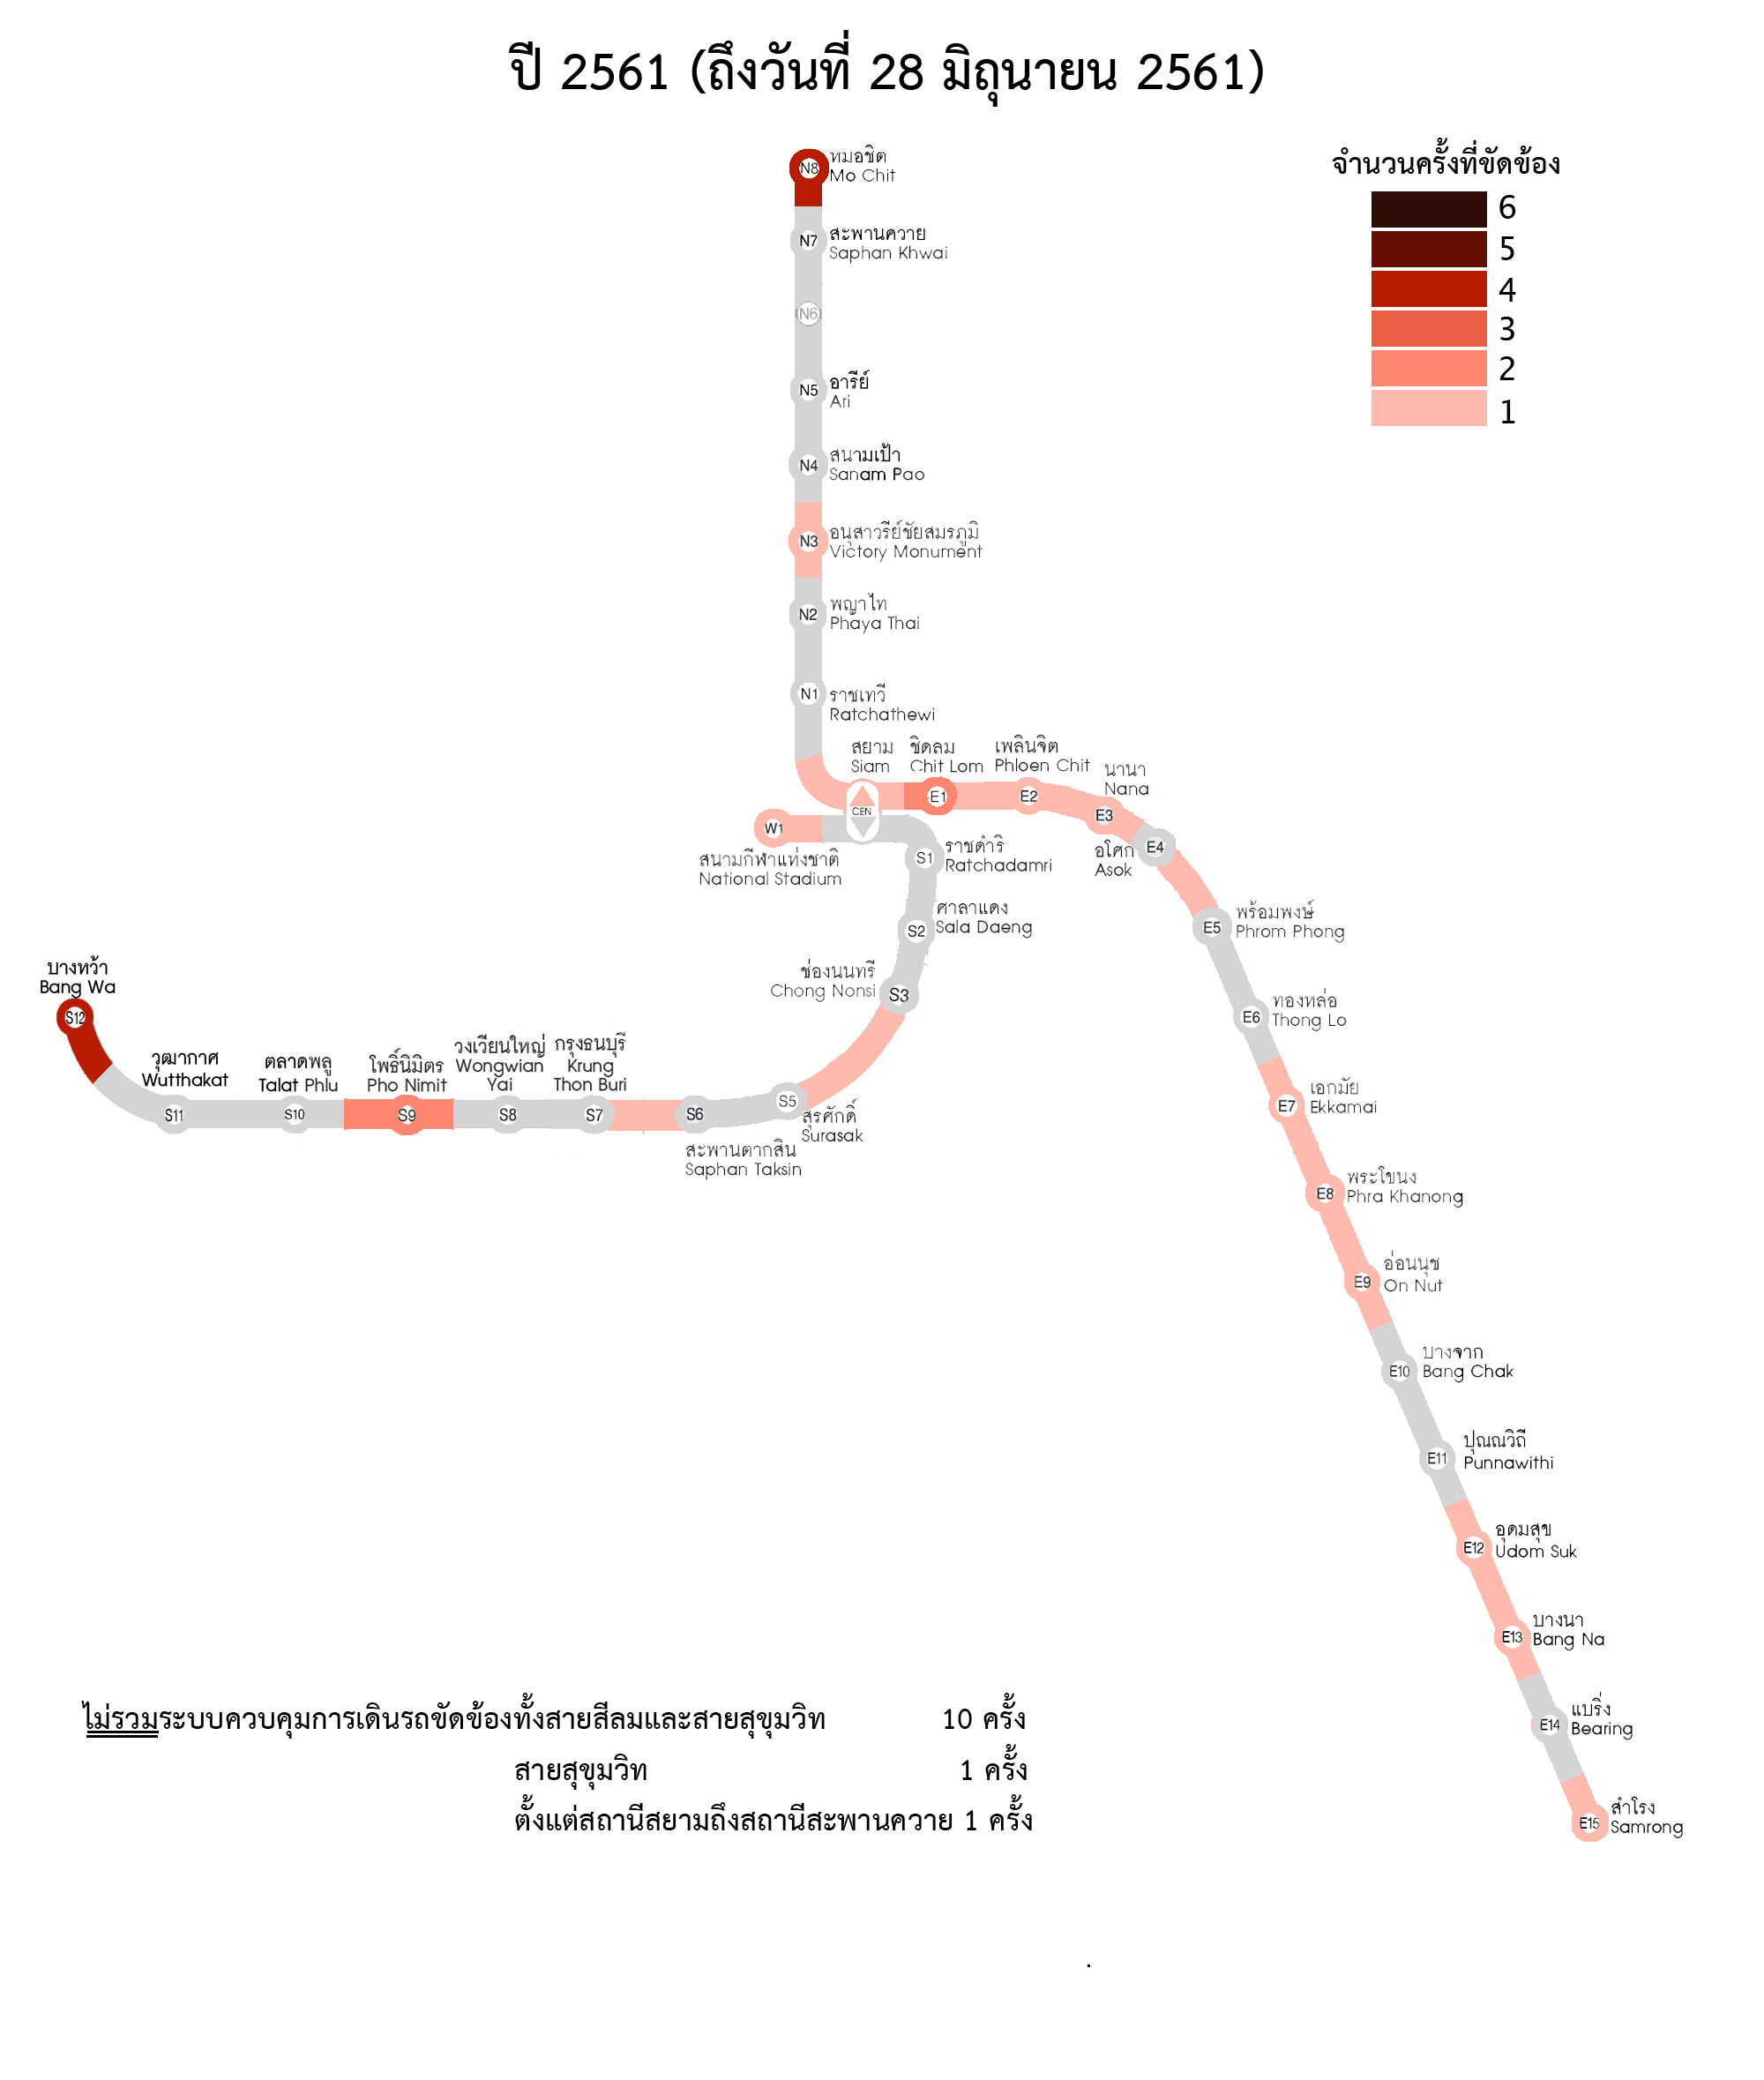 ปี 2561 (ถึงวันที่ 28 มิถุนายน 2561)
จำนวนครั้งที่ขัดข้อง
6
5
4
3
2
1
N8
หมอชิต
Mo Chit
N7
สะพานควาย
Saphan Khwai
N6
N5
อารีย์
Ari
N4
สนามเป้า
Sanam Pao
N3
อนุสาวรีย์ชัยสมรภูมิ
Victory Monument
N2
พญาไท
Phaya Thai
N1
ราชเทวี
Ratchathewi
สยาม
Siam
CEN
ชิดลม
Chit Lom
E1
เพลินจิต
Phloen Chit
E2
นานา
Nana
E3
อโศก
Asok
E4
W1
สนามกีฬาแห่งชาติ
National Stadium
S1
ราชดำริ
Ratchadamri
S2
ศาลาแดง
Sala Daeng
ช่องนนทรี
Chong Nonsi
S3
E5
พร้อมพงษ์
Phrom Phong
E6
ทองหล่อ
Thong Lo
บางหว้า
Bang Wa
S12
วุฒากาศ
Wutthakat
S11
ตลาดพลู
Talat Phlu
S10
โพธิ์นิมิตร
Pho Nimit
S9
วงเวียนใหญ่
Wongwian
Yai
S8
กรุงธนบุรี
Krung
Thon Buri
S7
S6
สะพานตากสิน
Saphan Taksin
S5
สุรศักดิ์
Surasak
E7
เอกมัย
Ekkamai
E8
พระโขนง
Phra Khanong
E9
อ่อนนุช
On Nut
E10
บางจาก
Bang Chak
E11
ปุณณวิถี
Punnawithi
E12
อุดมสุข
Udom Suk
E13
บางนา
Bang Na
E14
แบริ่ง
Bearing
E15
สำโรง
Samrong
ไม่รวมระบบควบคุมการเดินรถขัดข้องทั้งสายสีลมและสายสุขุมวิท 10 ครั้ง
สายสุขุมวิท 1 ครั้ง
ตั้งแต่สถานีสยามถึงสถานีสะพานควาย 1 ครั้ง
.